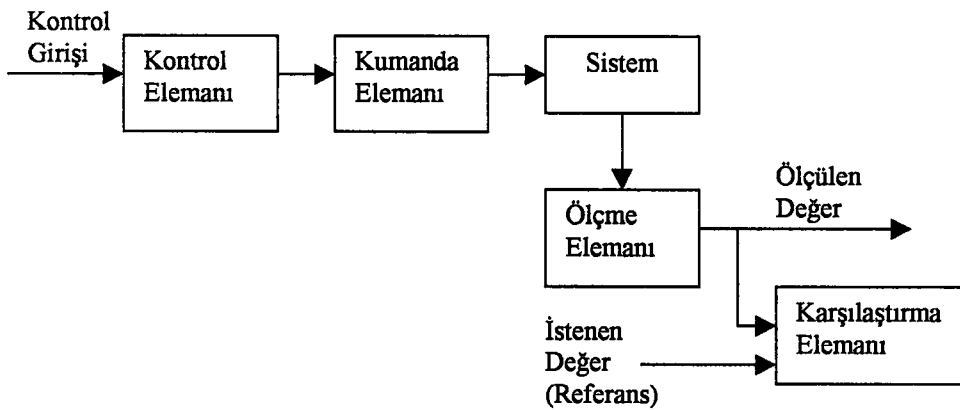 Kontrol
Girişi
Kontrol
Elemanı
Kumanda
Elemanı
Sistem
Ölçme
Elemanı
Ölçülen
Değer
Karşılaştırma
Elemanı
İstenen
Değer
(Referans)